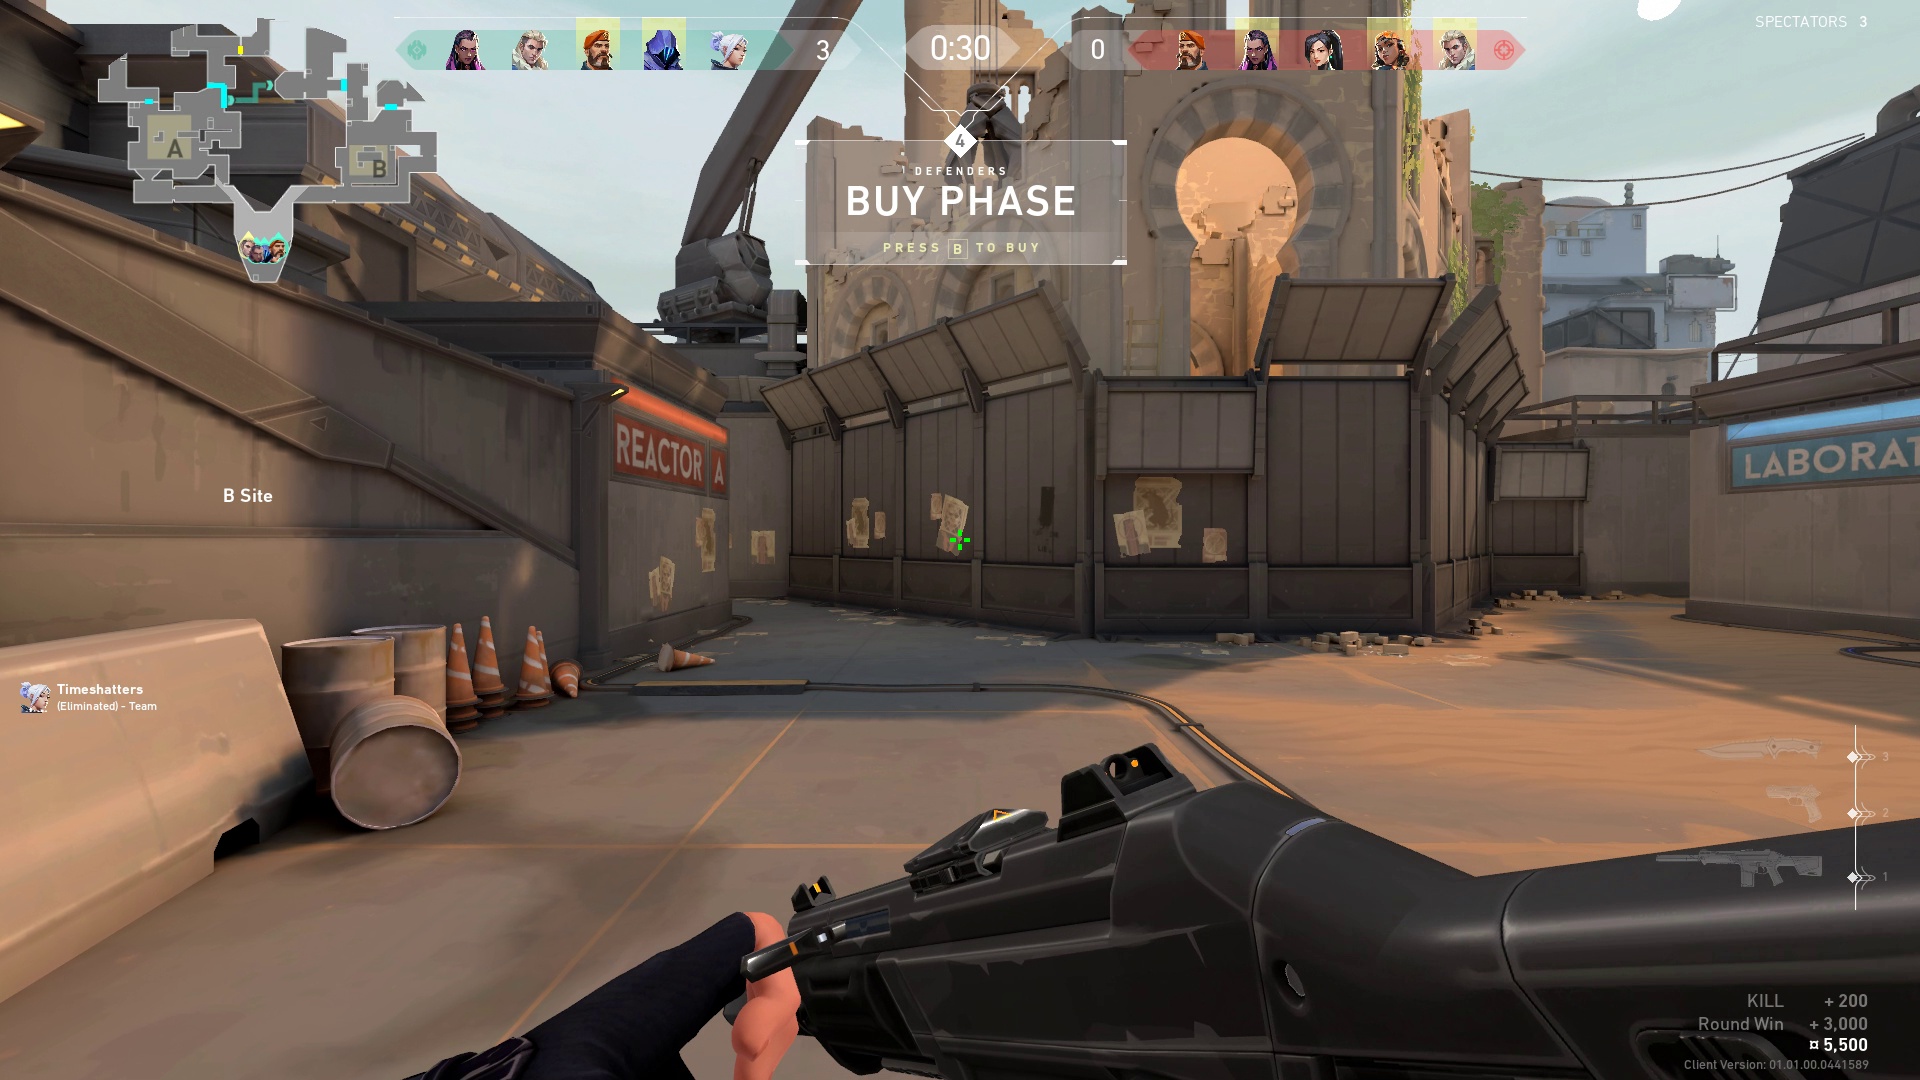 SPECTATORS 3
3
0:30
0
4
DEFENDERS
BUY PHASE
PRESS B TO BUY
A
B
REACTOR A
LABORAT
B Site
Timeshatters
(Eliminated) - Team
3
2
1
KILL + 200
Round Win + 3,000
¤ 5,500
Client Version: 01.01.00.0441589